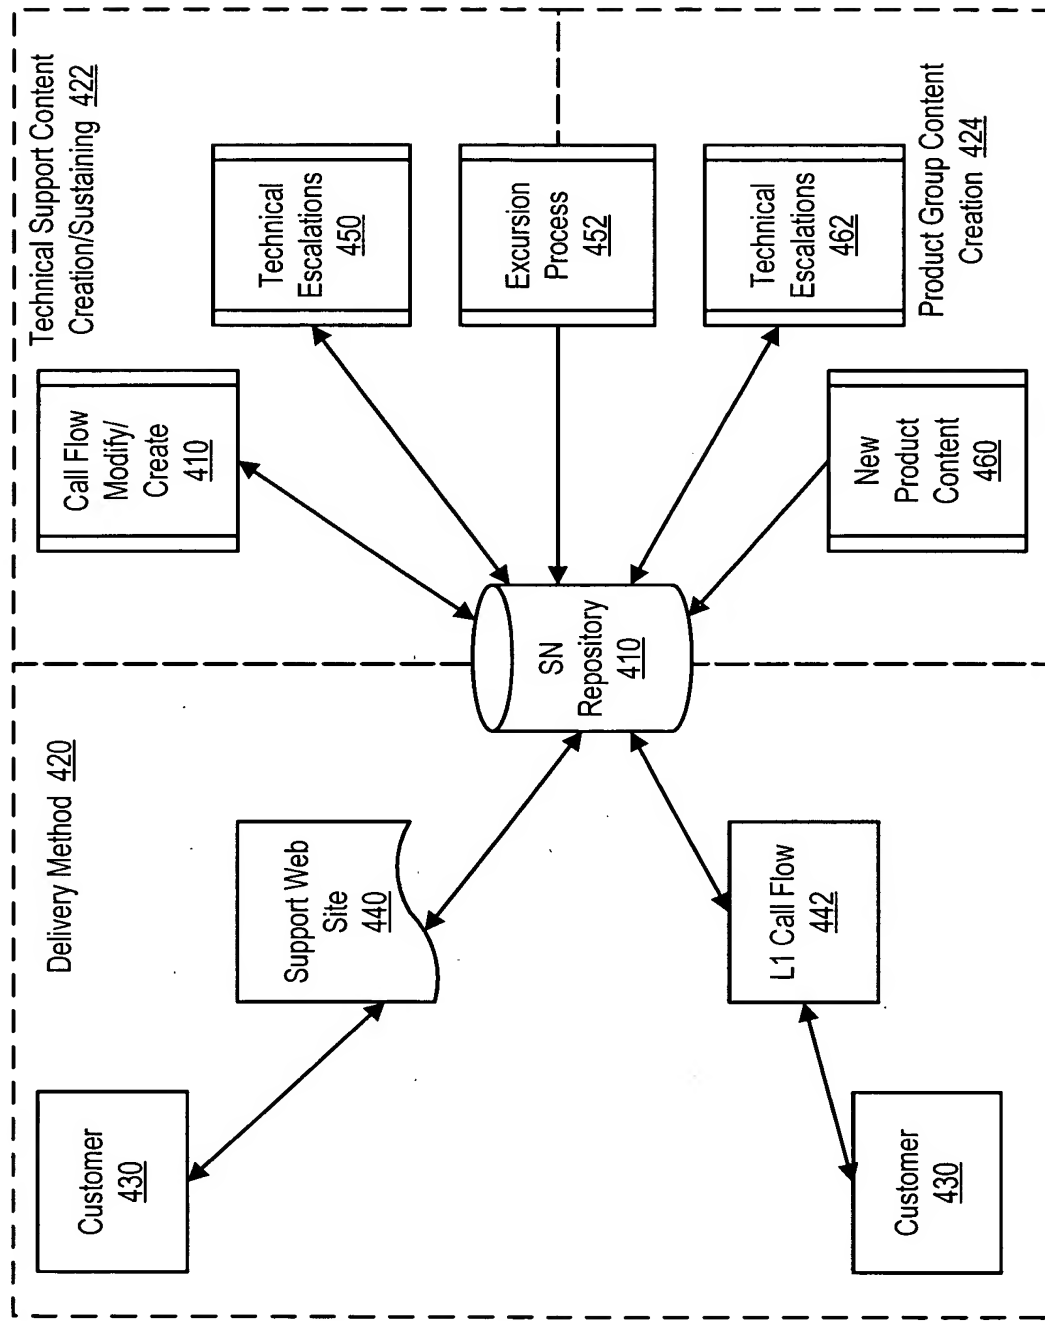 Delivery Method 420
Customer
430
Support Web
Site
440
Customer
430
L1 Call Flow
442
SN
Repository
410
Technical Support Content
Creation/Sustaining 422
Call Flow
Modify/
Create
410
Technical
Escalations
450
Excursion
Process
452
Technical
Escalations
462
New
Product
Content
460
Product Group Content
Creation 424